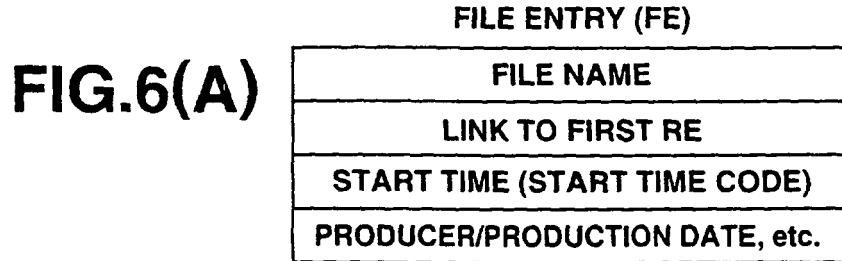 FILE ENTRY (FE)
FIG.6(A)
FILE NAME
LINK TO FIRST RE
START TIME (START TIME CODE)
PRODUCER/PRODUCTION DATE, etc.